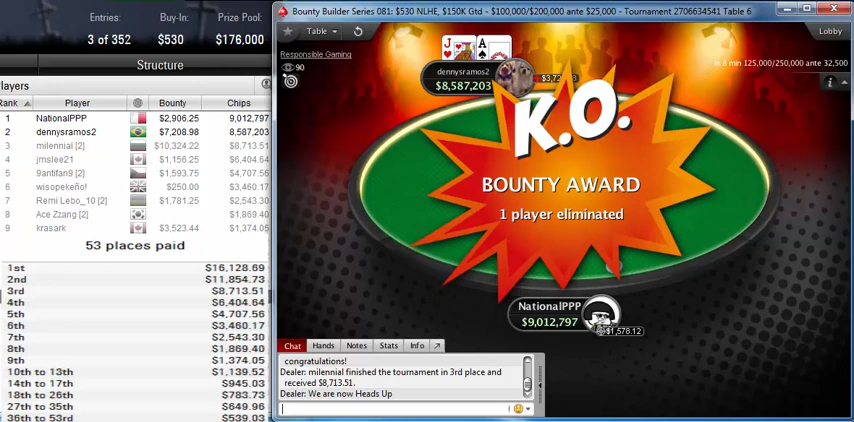 Entries: Buy-In: Prize Pool:
3 of 352 $530 $176,000
Structure
Players
Rank Player Bounty Chips
1 NationalPPP $2,906.25 9,012,797
2 dennysramos2 $7,208.98 8,587,203
3 milennial [2] $10,324.22 $8,713.51
4 jmslee21 $1,156.25 $6,404.64
5 9antifan9 [2] $1,593.75 $4,707.56
6 wisopekeño! $250.00 $3,460.17
7 Remi Lebo_10 [2] $1,781.25 $2,543.30
8 Ace Zzang [2] $1,869.40
9 krasark $3,523.44 $1,374.05
53 places paid
1st $16,128.69
2nd $11,854.73
3rd $8,713.51
4th $6,404.64
5th $4,707.56
6th $3,460.17
7th $2,543.30
8th $1,869.40
9th $1,374.05
10th to 13th $1,139.52
14th to 17th $945.03
18th to 26th $783.73
27th to 35th $649.96
36th to 53rd $539.03
Bounty Builder Series 081: $530 NLHE, $150K Gtd - $100,000/$200,000 ante $25,000 - Tournament 2706634541 Table 6
Table Lobby
Responsible Gaming
90
in 8 min 125,000/250,000 ante 32,500
J A
dennysramos2
$8,587,203
K.O.
BOUNTY AWARD
1 player eliminated
NationalPPP
$9,012,797
$1,578.12
Chat Hands Notes Stats Info
congratulations!
Dealer: milennial finished the tournament in 3rd place and
received $8,713.51.
Dealer: We are now Heads Up